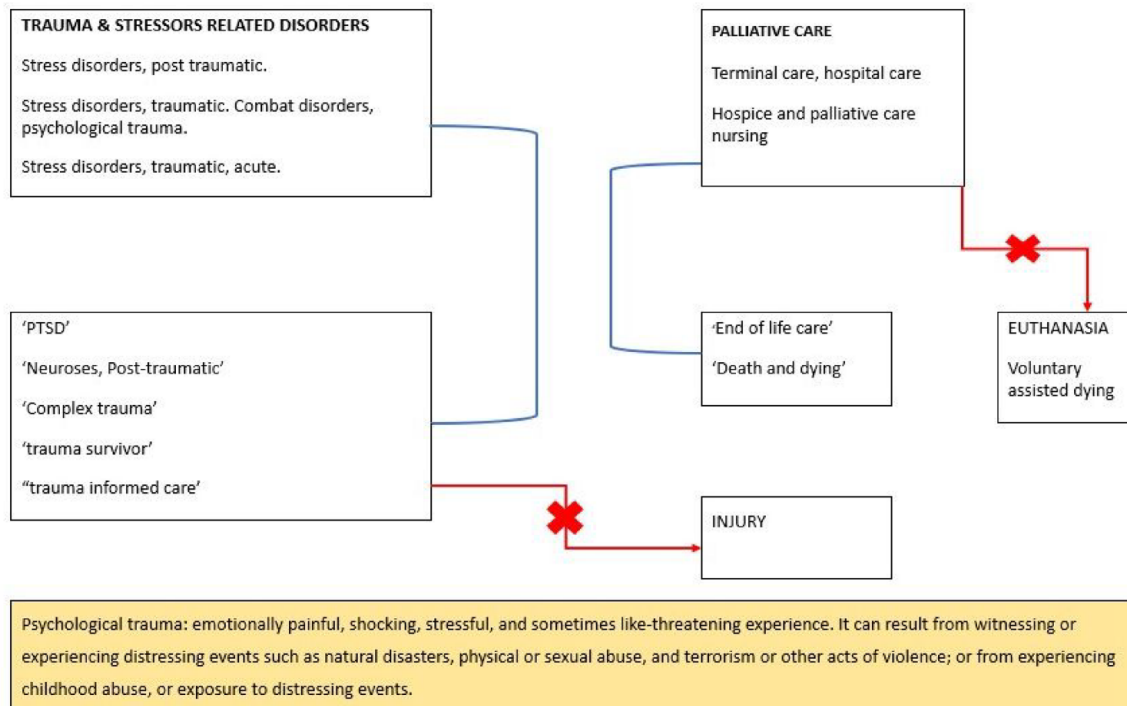 TRAUMA & STRESSORS RELATED DISORDERS
Stress disorders, post traumatic.
Stress disorders, traumatic. Combat disorders,
psychological trauma.
Stress disorders, traumatic, acute.
PALLIATIVE CARE
Terminal care, hospital care
Hospice and palliative care
nursing
‘PTSD’
‘Neuroses, Post-traumatic’
‘Complex trauma’
‘trauma survivor’
“trauma informed care’
‘End of life care’
‘Death and dying’
EUTHANASIA
Voluntary
assisted dying
INJURY
Psychological trauma: emotionally painful, shocking, stressful, and sometimes like-threatening experience. It can result from witnessing or
experiencing distressing events such as natural disasters, physical or sexual abuse, and terrorism or other acts of violence; or from experiencing
childhood abuse, or exposure to distressing events.